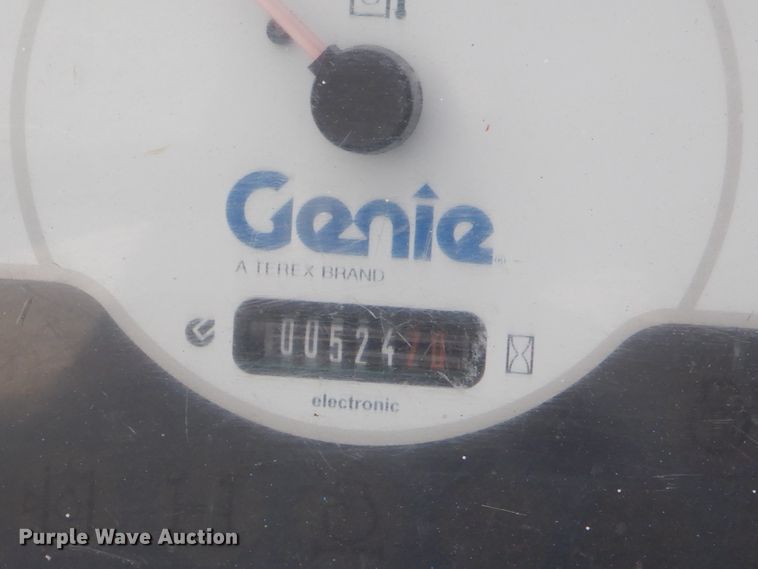 Genie
A TEREX BRAND
00524
electronic
Purple Wave Auction